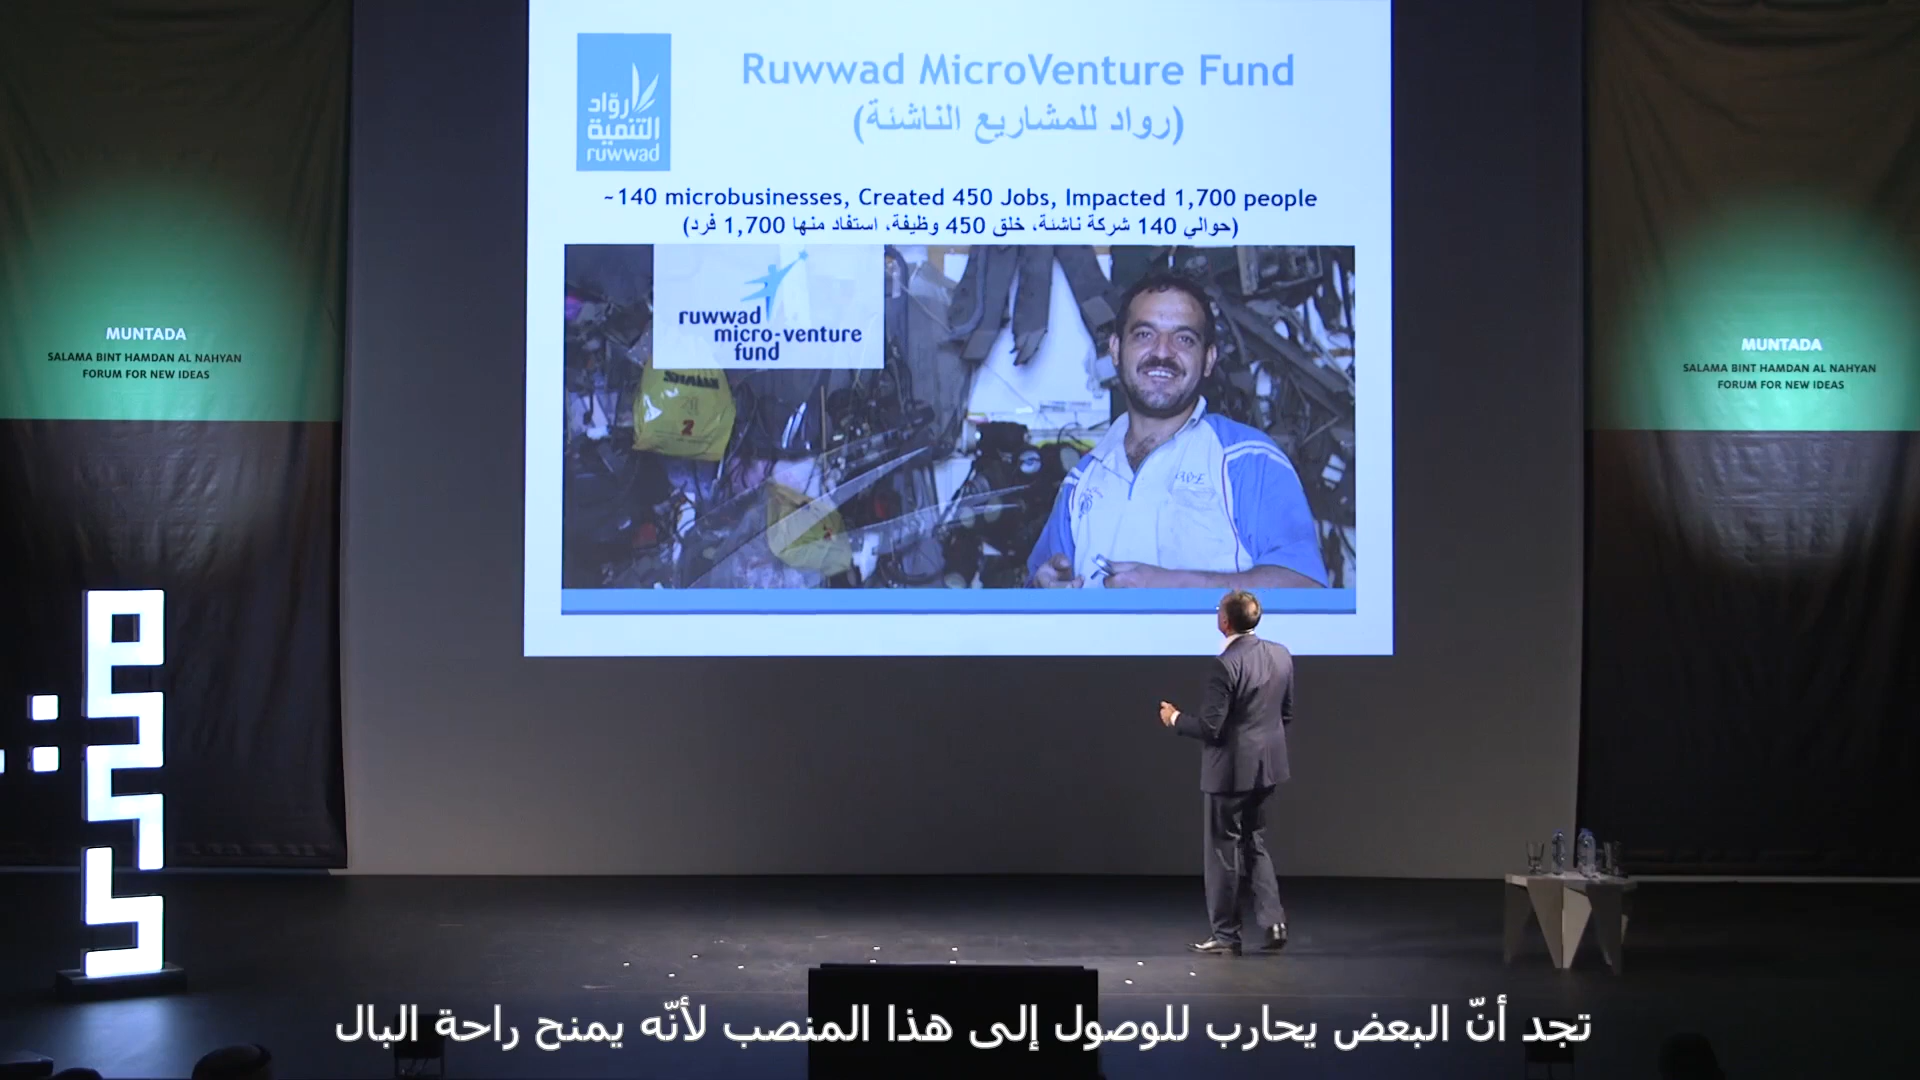 روّاد
التنمية
ruwwad
Ruwwad MicroVenture Fund
(رواد للمشاريع الناشئة)
~140 microbusinesses, Created 450 Jobs, Impacted 1,700 people
(حوالي 140 شركة ناشئة، خلق 450 وظيفة، استفاد منها 1,700 فرد)
ruwwad
micro-venture
fund
MUNTADA
SALAMA BINT HAMDAN AL NAHYAN
FORUM FOR NEW IDEAS
MUNTADA
SALAMA BINT HAMDAN AL NAHYAN
FORUM FOR NEW IDEAS
تجد أنّ البعض يحارب للوصول إلى هذا المنصب لأنّه يمنح راحة البال